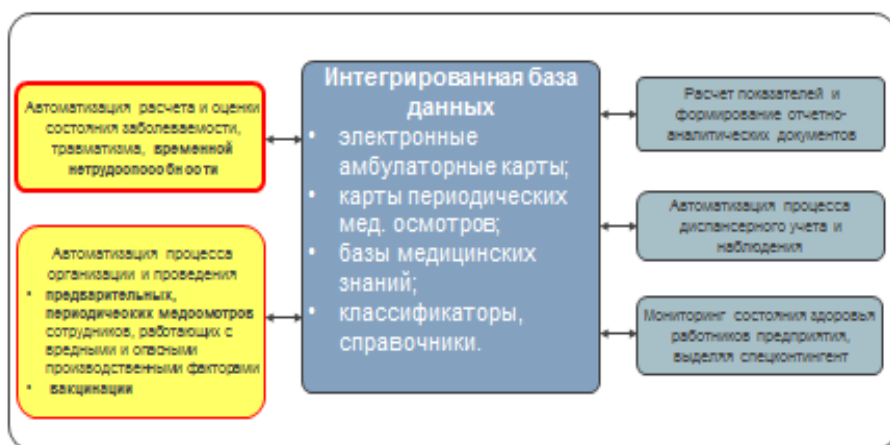 Автоматизация расчета и оценки
состояния заболеваемости,
травматизма, временной
нетрудоспособности
Автоматизация процесса
организации и проведения
• предварительных,
периодических медосмотров
сотрудников, работающих с
вредными и опасными
производственными факторами
• вакцинации
Интегрированная база
данных
• электронные
амбулаторные карты;
• карты периодических
мед. осмотров;
• базы медицинских
знаний;
• классификаторы,
справочники.
Расчет показателей и
формирование отчетно-
аналитических документов
Автоматизация процесса
диспансерного учета и
наблюдения
Мониторинг состояния здоровья
работников предприятия,
выделяя спецконтингент